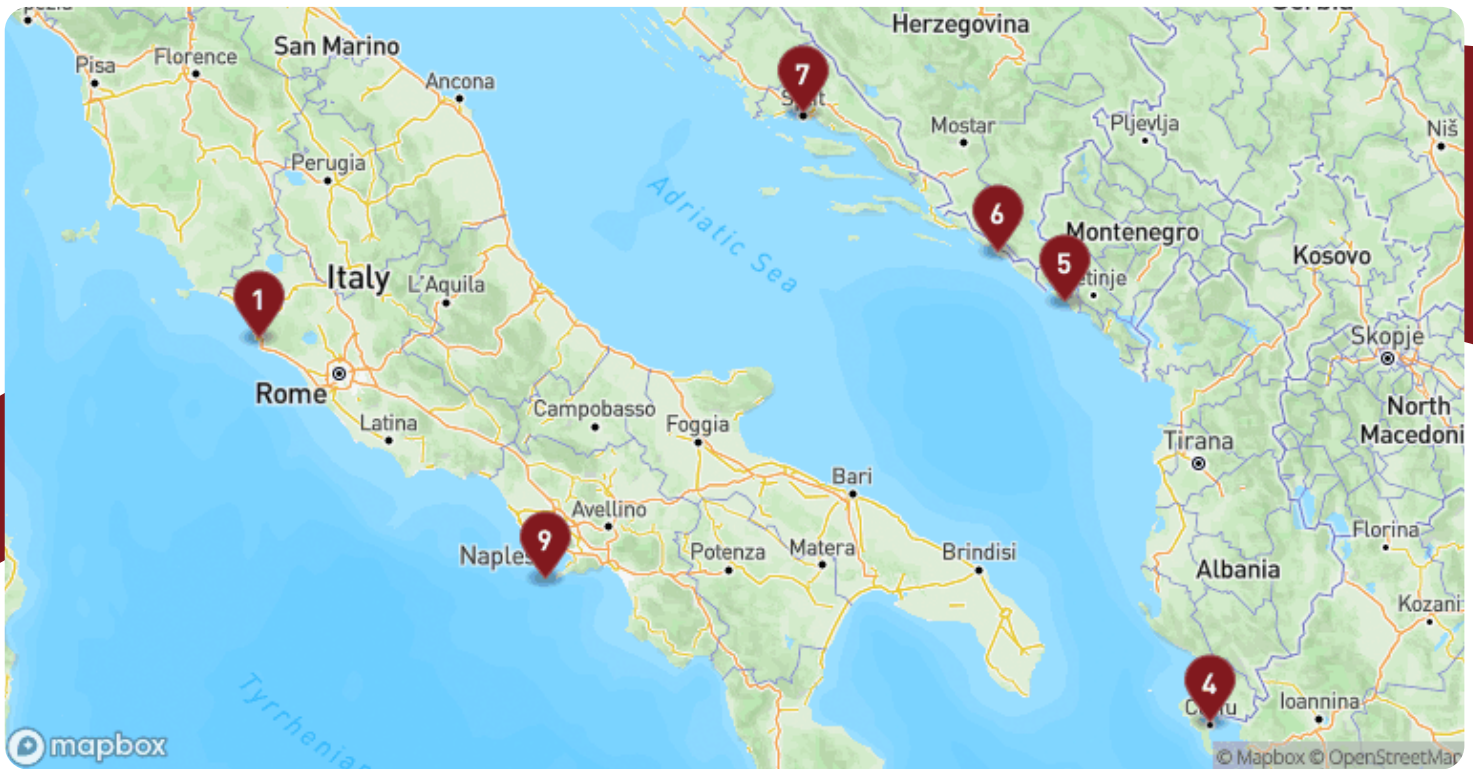 Herzegovina
San Marino
Florence
Pisa
Ancona
7
Mostar
Pljevlja
Niš
Perugia
Adriatic Sea
6
Montenegro
5
Kosovo
Italy
L'Aquila
1
Skopje
Rome
Latina
Campobasso
Foggia
North
Macedoni
Tirana
Bari
Avellino
Florina
9
Naples
Potenza
Matera
Brindisi
Albania
Kozani
4
Ioannina
Tyrrhenian
mapbox
© Mapbox © OpenStreetMap